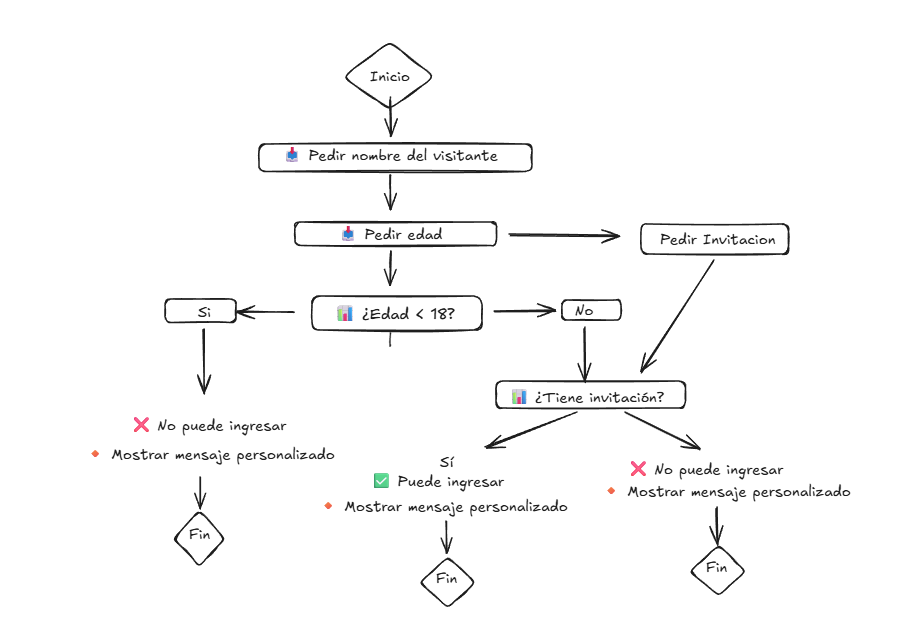 Inicio
📥 Pedir nombre del visitante
📥 Pedir edad
Pedir Invitacion
Si
📊 ¿Edad < 18?
No
📊 ¿Tiene invitación?
❌ No puede ingresar
🔸 Mostrar mensaje personalizado
Sí
✅ Puede ingresar
🔸 Mostrar mensaje personalizado
❌ No puede ingresar
🔸 Mostrar mensaje personalizado
Fin
Fin
Fin